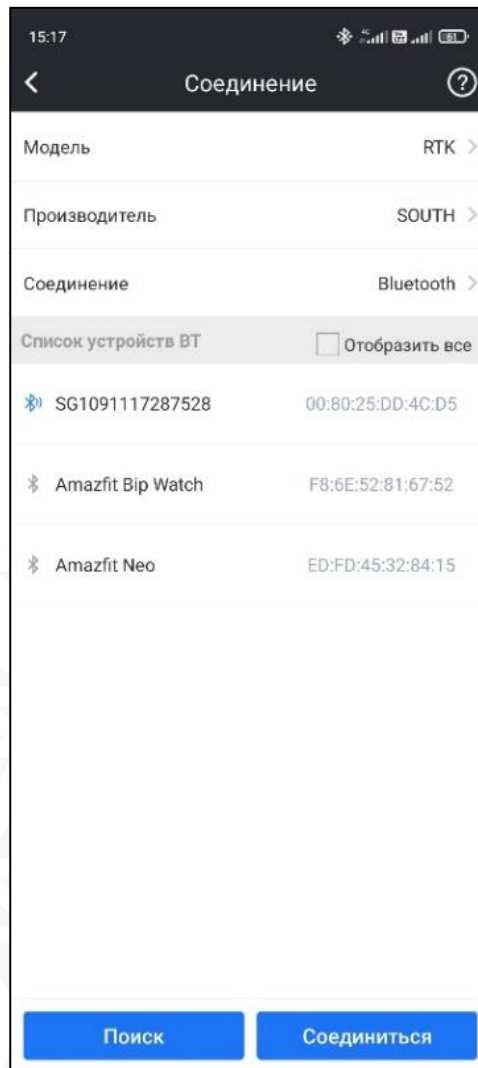 15:17 61
Соединение ?
Модель RTK
Производитель SOUTH
Соединение Bluetooth
Список устройств BT Отобразить все
SG1091117287528 00:80:25:DD:4C:D5
Amazfit Bip Watch F8:6E:52:81:67:52
Amazfit Neo ED:FD:45:32:84:15
Поиск Соединиться